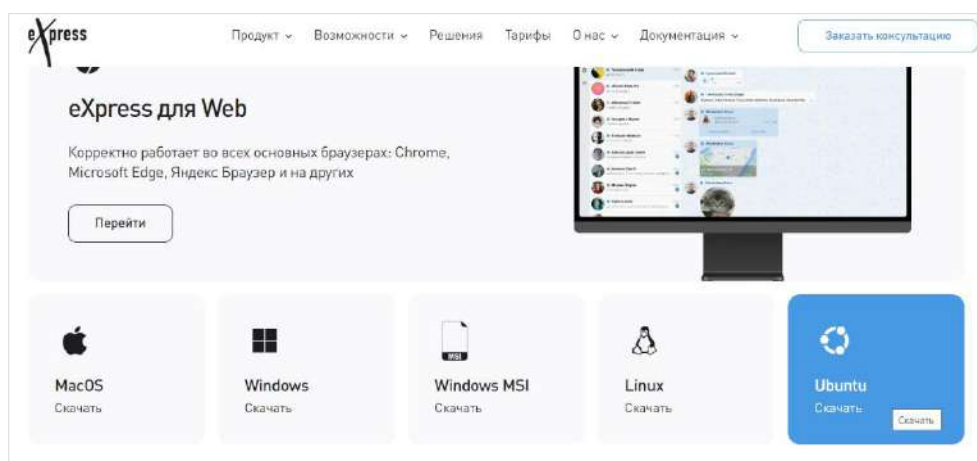 eXpress
Продукт Возможности Решения Тарифы О нас Документация Заказать консультацию
eXpress для Web
Корректно работает во всех основных браузерах: Chrome,
Microsoft Edge, Яндекс Браузер и на других
Перейти
MSI
MacOS Windows Windows MSI Linux Ubuntu
Скачать Скачать Скачать Скачать Скачать
Скачать